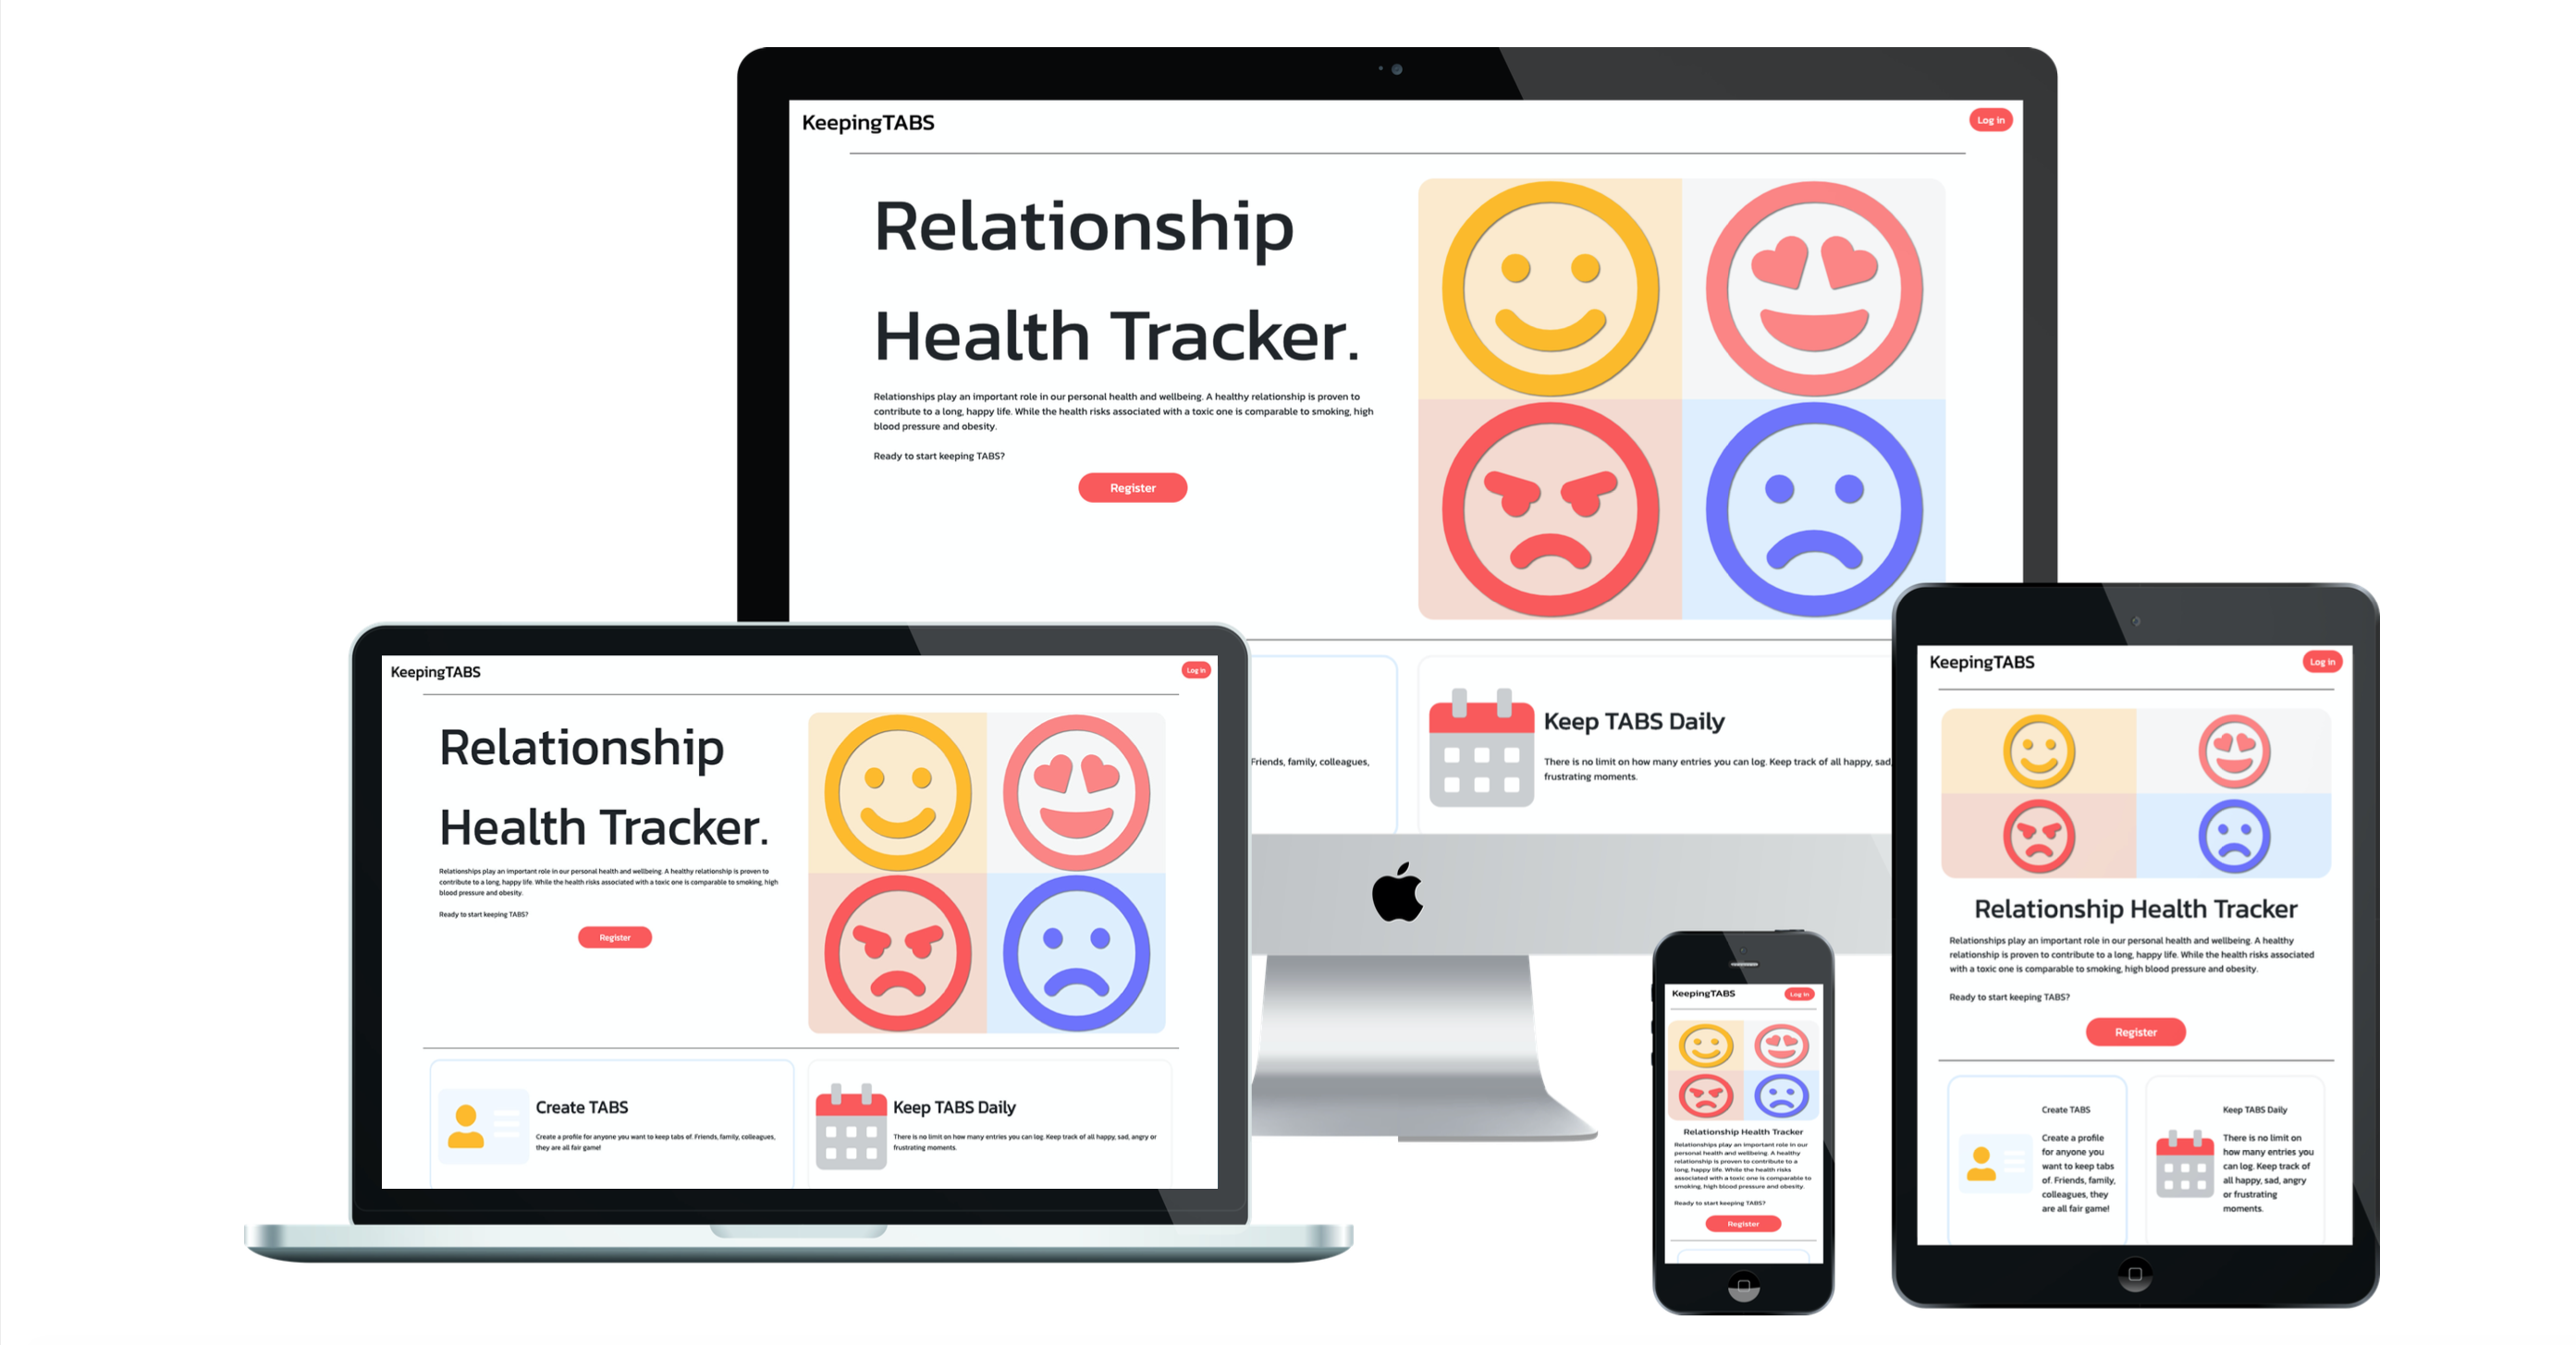 KeepingTABS
Log in
Relationship
Health Tracker.
Relationships play an important role in our personal health and wellbeing. A healthy relationship is proven to
contribute to a long, happy life. While the health risks associated with a toxic one is comparable to smoking, high
blood pressure and obesity.
Ready to start keeping TABS?
Register
Friends, family, colleagues,
Keep TABS Daily
There is no limit on how many entries you can log. Keep track of all happy, sad,
frustrating moments.
KeepingTABS
Log in
Relationship
Health Tracker.
Relationships play an important role in our personal health and wellbeing. A healthy relationship is proven to
contribute to a long, happy life. While the health risks associated with a toxic one is comparable to smoking, high
blood pressure and obesity.
Ready to start keeping TABS?
Register
Create TABS
Create a profile for anyone you want to keep tabs of. Friends, family, colleagues,
they are all fair game!
Keep TABS Daily
There is no limit on how many entries you can log. Keep track of all happy, sad, angry or
frustrating moments.
KeepingTABS
Log in
Relationship Health Tracker
Relationships play an important role in our
personal health and wellbeing. A healthy
relationship is proven to contribute to a
long, happy life. While the health risks
associated with a toxic one is comparable to
smoking, high blood pressure and obesity.
Ready to start keeping TABS?
Register
KeepingTABS
Log in
Relationship Health Tracker
Relationships play an important role in our personal health and wellbeing. A healthy
relationship is proven to contribute to a long, happy life. While the health risks associated
with a toxic one is comparable to smoking, high blood pressure and obesity.
Ready to start keeping TABS?
Register
Create TABS
Create a profile
for anyone you
want to keep tabs
of. Friends, family,
colleagues, they
are all fair game!
Keep TABS Daily
There is no limit on
how many entries you
can log. Keep track of
all happy, sad, angry
or frustrating
moments.